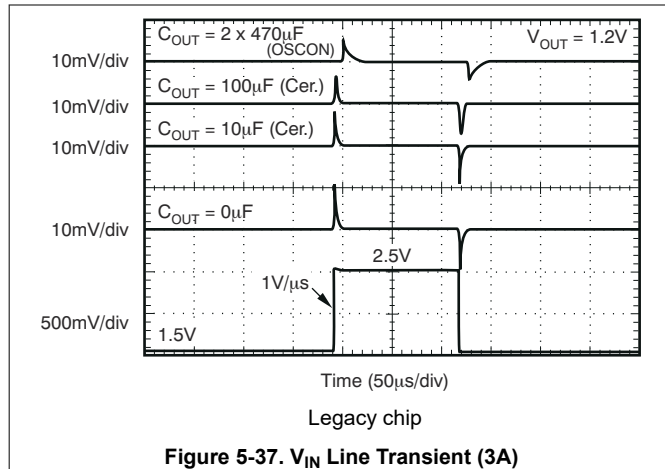 C_OUT = 2 x 470μF
(OSCON)
V_OUT = 1.2V
10mV/div
C_OUT = 100μF (Cer.)
10mV/div
C_OUT = 10μF (Cer.)
10mV/div
C_OUT = 0μF
10mV/div
2.5V
1V/μs
500mV/div
1.5V
Time (50μs/div)
Legacy chip
Figure 5-37. V_IN Line Transient (3A)